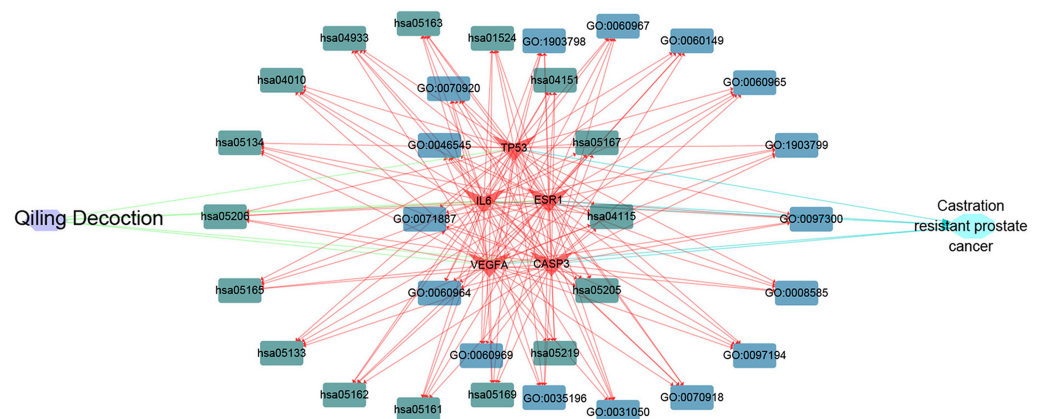 hsa05163
hsa04933
hsa01524
GO:1903798
GO:0060967
GO:0060149
hsa04010
GO:0070920
hsa04151
GO:0060965
hsa05134
GO:0046545
TP53
hsa05167
GO:1903799
Qiling Decoction
hsa05206
GO:0071887
IL6
ESR1
hsa04115
GO:0097300
Castration
resistant prostate
cancer
hsa05165
GO:0060964
VEGFA
CASP3
hsa05205
GO:0008585
hsa05133
GO:0060969
hsa05219
GO:0097194
hsa05162
hsa05161
hsa05169
GO:0035196
GO:0031050
GO:0070918